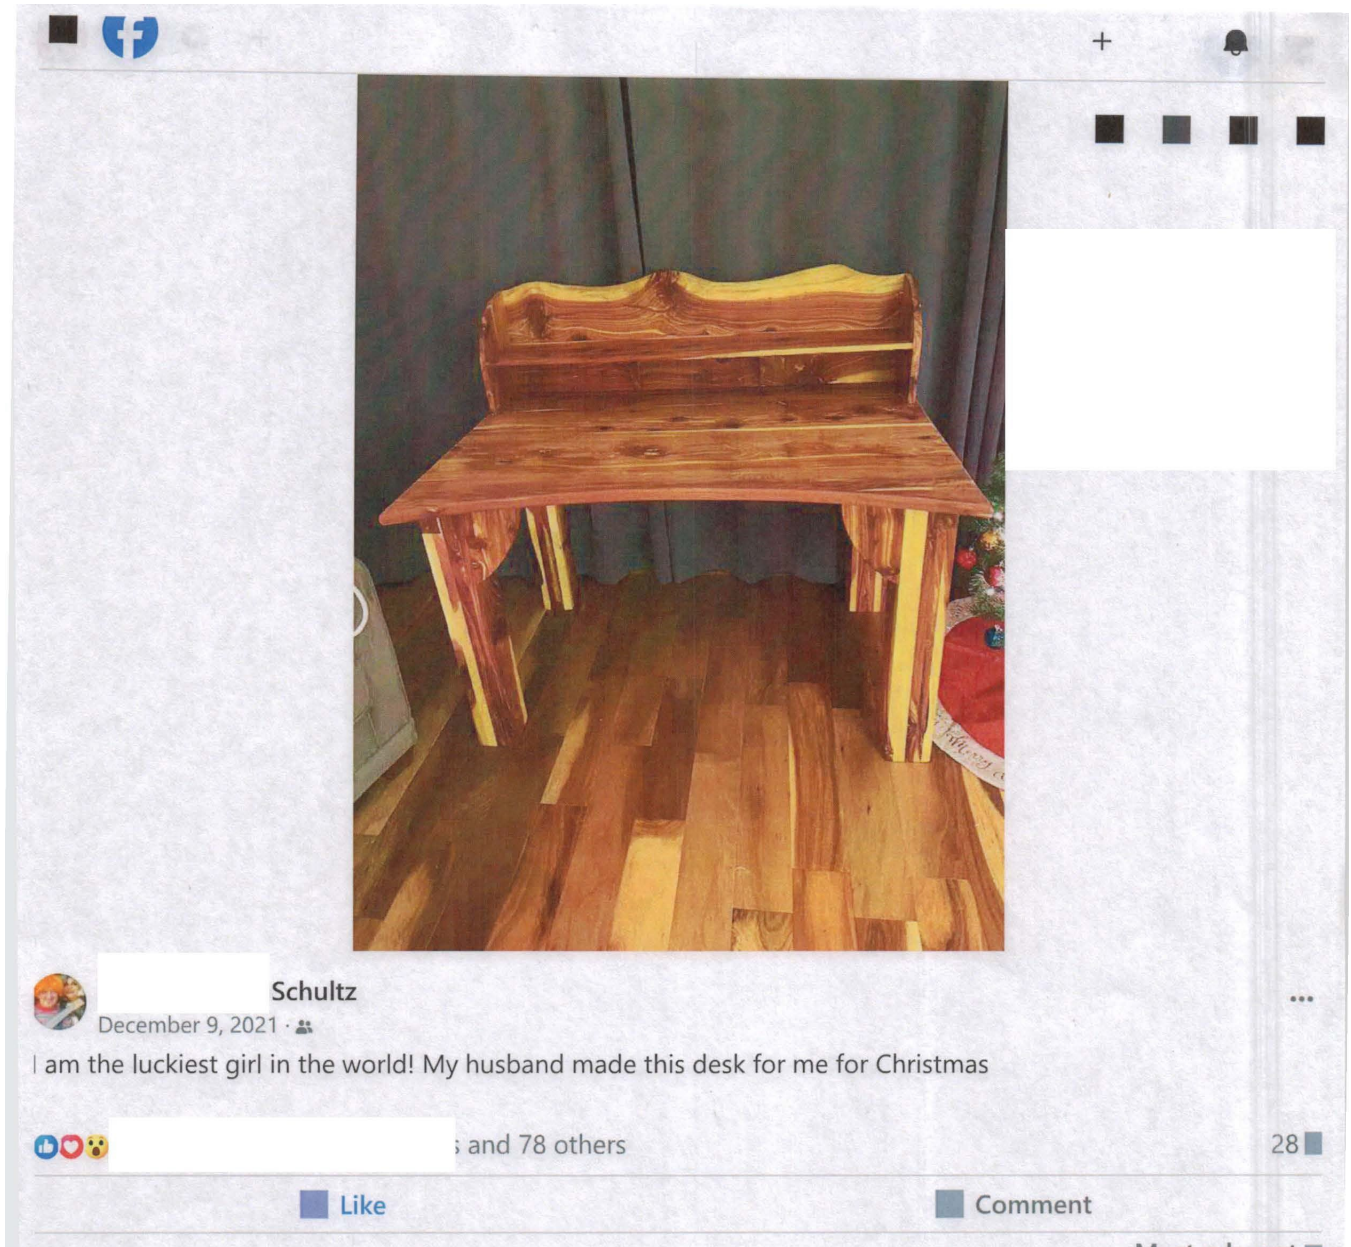 Schultz
December 9, 2021 ·
I am the luckiest girl in the world! My husband made this desk for me for Christmas
and 78 others
28
Like
Comment